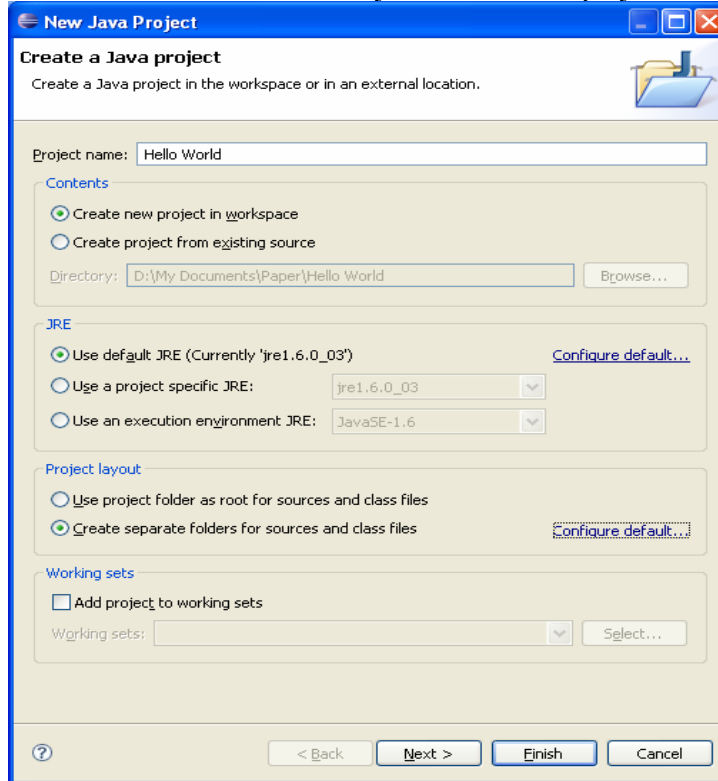 New Java Project
Create a Java project
Create a Java project in the workspace or in an external location.
Project name: Hello World
Contents
Create new project in workspace
Create project from existing source
Directory: D:\My Documents\Paper\Hello World Browse...
JRE
Use default JRE (Currently 'jre1.6.0_03') Configure default...
Use a project specific JRE: jre1.6.0_03
Use an execution environment JRE: JavaSE-1.6
Project layout
Use project folder as root for sources and class files
Create separate folders for sources and class files Configure default...
Working sets
Add project to working sets
Working sets: Select...
? < Back Next > Finish Cancel